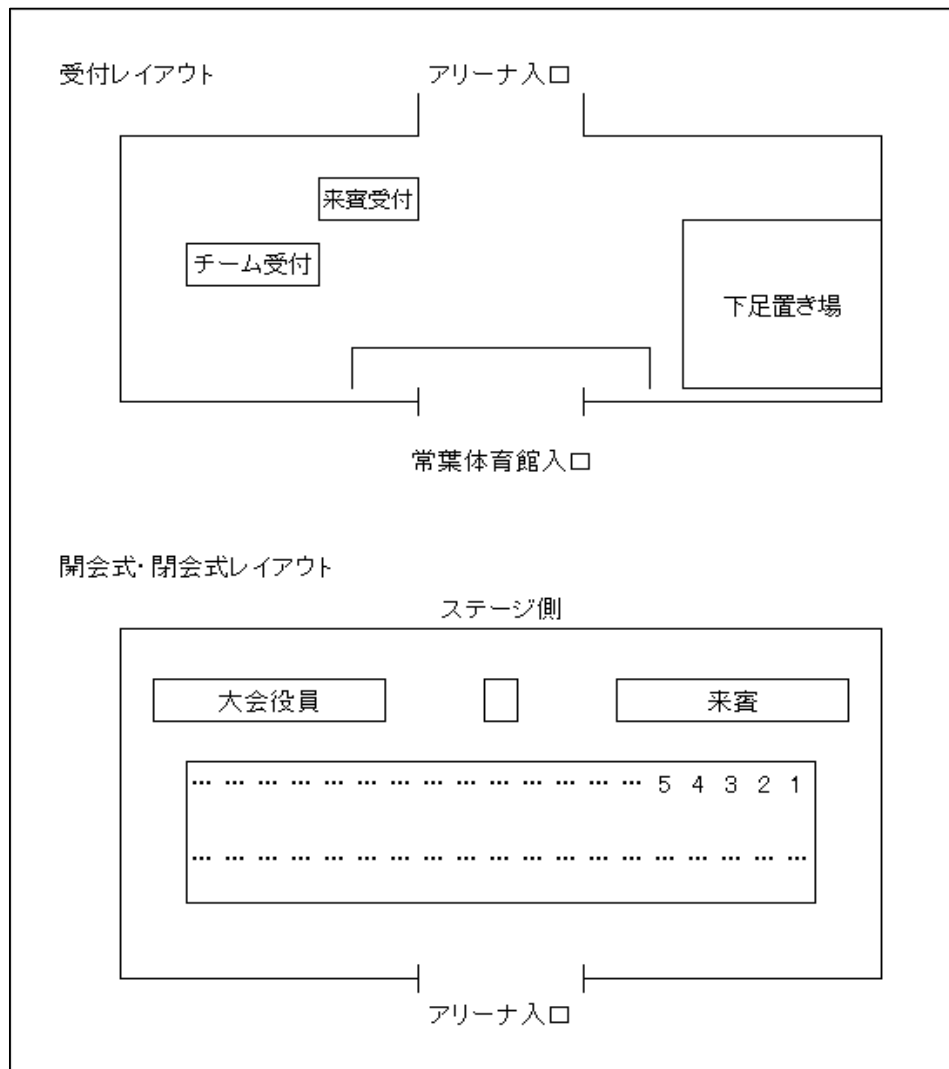 受付レイアウト
アリーナ入口
来賓受付
チーム受付
下足置き場
常葉体育館入口
開会式・閉会式レイアウト
ステージ側
大会役員
来賓
… … … … … … … … … … … … … … 5 4 3 2 1
… … … … … … … … … … … … … … … … … … …
アリーナ入口